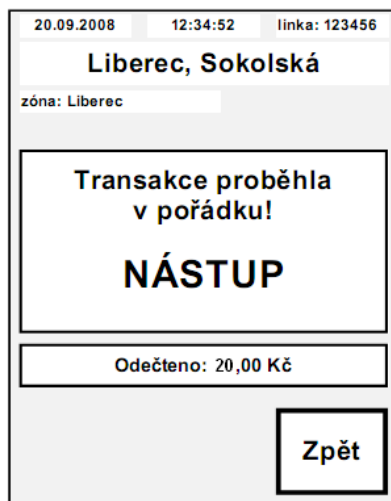 20.09.2008 12:34:52 linka: 123456
Liberec, Sokolská
zóna: Liberec
Transakce proběhla
v pořádku!
NÁSTUP
Odečteno: 20,00 Kč
Zpět